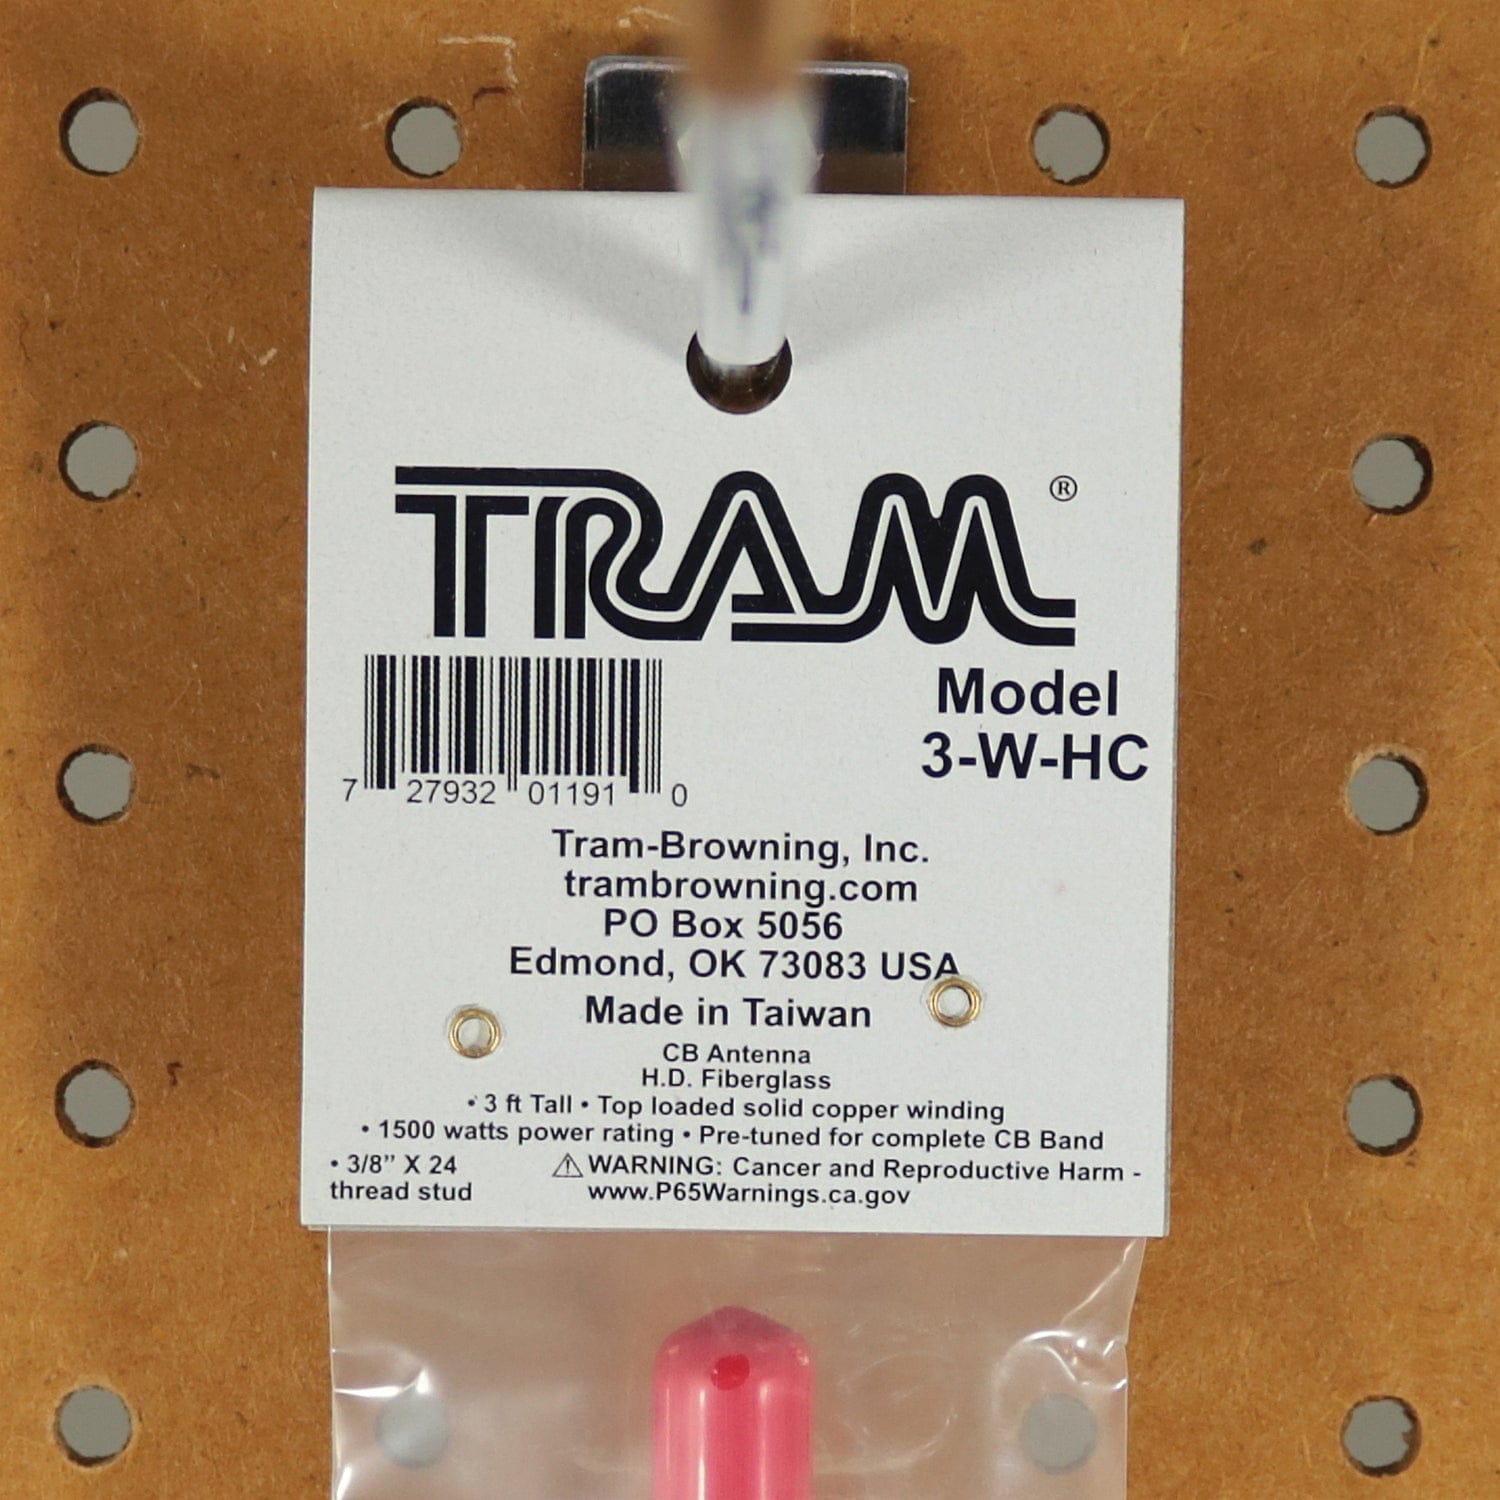 TRAM®
Model
3-W-HC
7 27932 01191 0
Tram-Browning, Inc.
trambrowning.com
PO Box 5056
Edmond, OK 73083 USA
Made in Taiwan
CB Antenna
H.D. Fiberglass
• 3 ft Tall • Top loaded solid copper winding
• 1500 watts power rating • Pre-tuned for complete CB Band
• 3/8” X 24
thread stud
⚠ WARNING: Cancer and Reproductive Harm -
www.P65Warnings.ca.gov